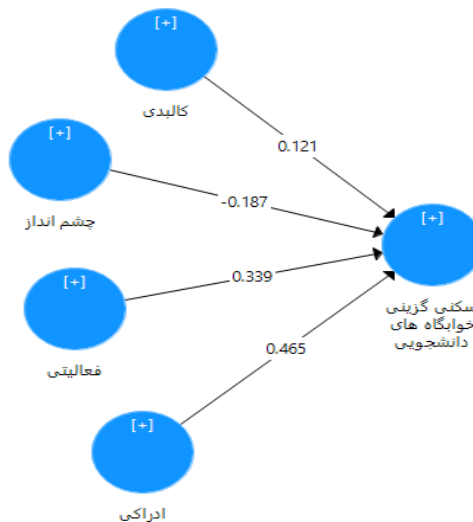 [+]
کالبدی
0.121
[+]
چشم انداز
-0.187
[+]
سکنی گزینی
خوابگاه های
دانشجویی
[+]
0.339
فعالیتی
0.465
[+]
ادراکی